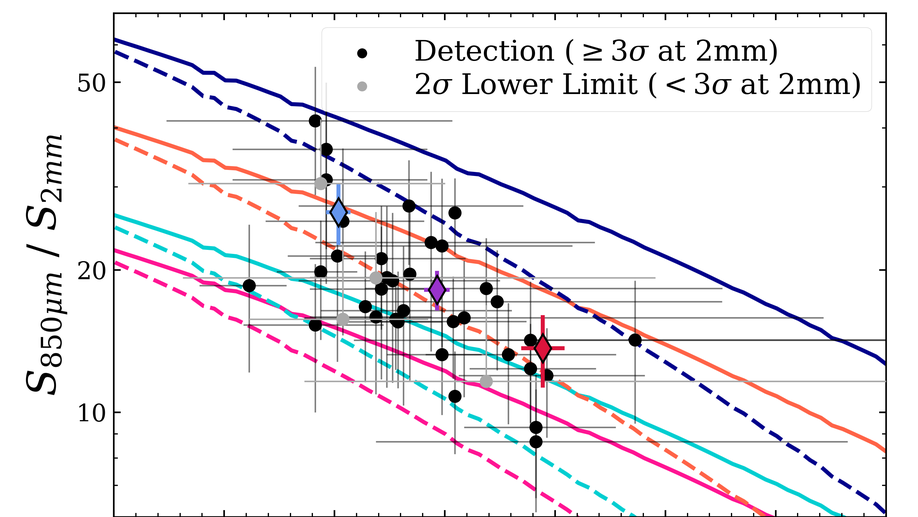 Detection (≥3σ at 2mm)
2σ Lower Limit (<3σ at 2mm)
50
20
10
S850μm / S2mm